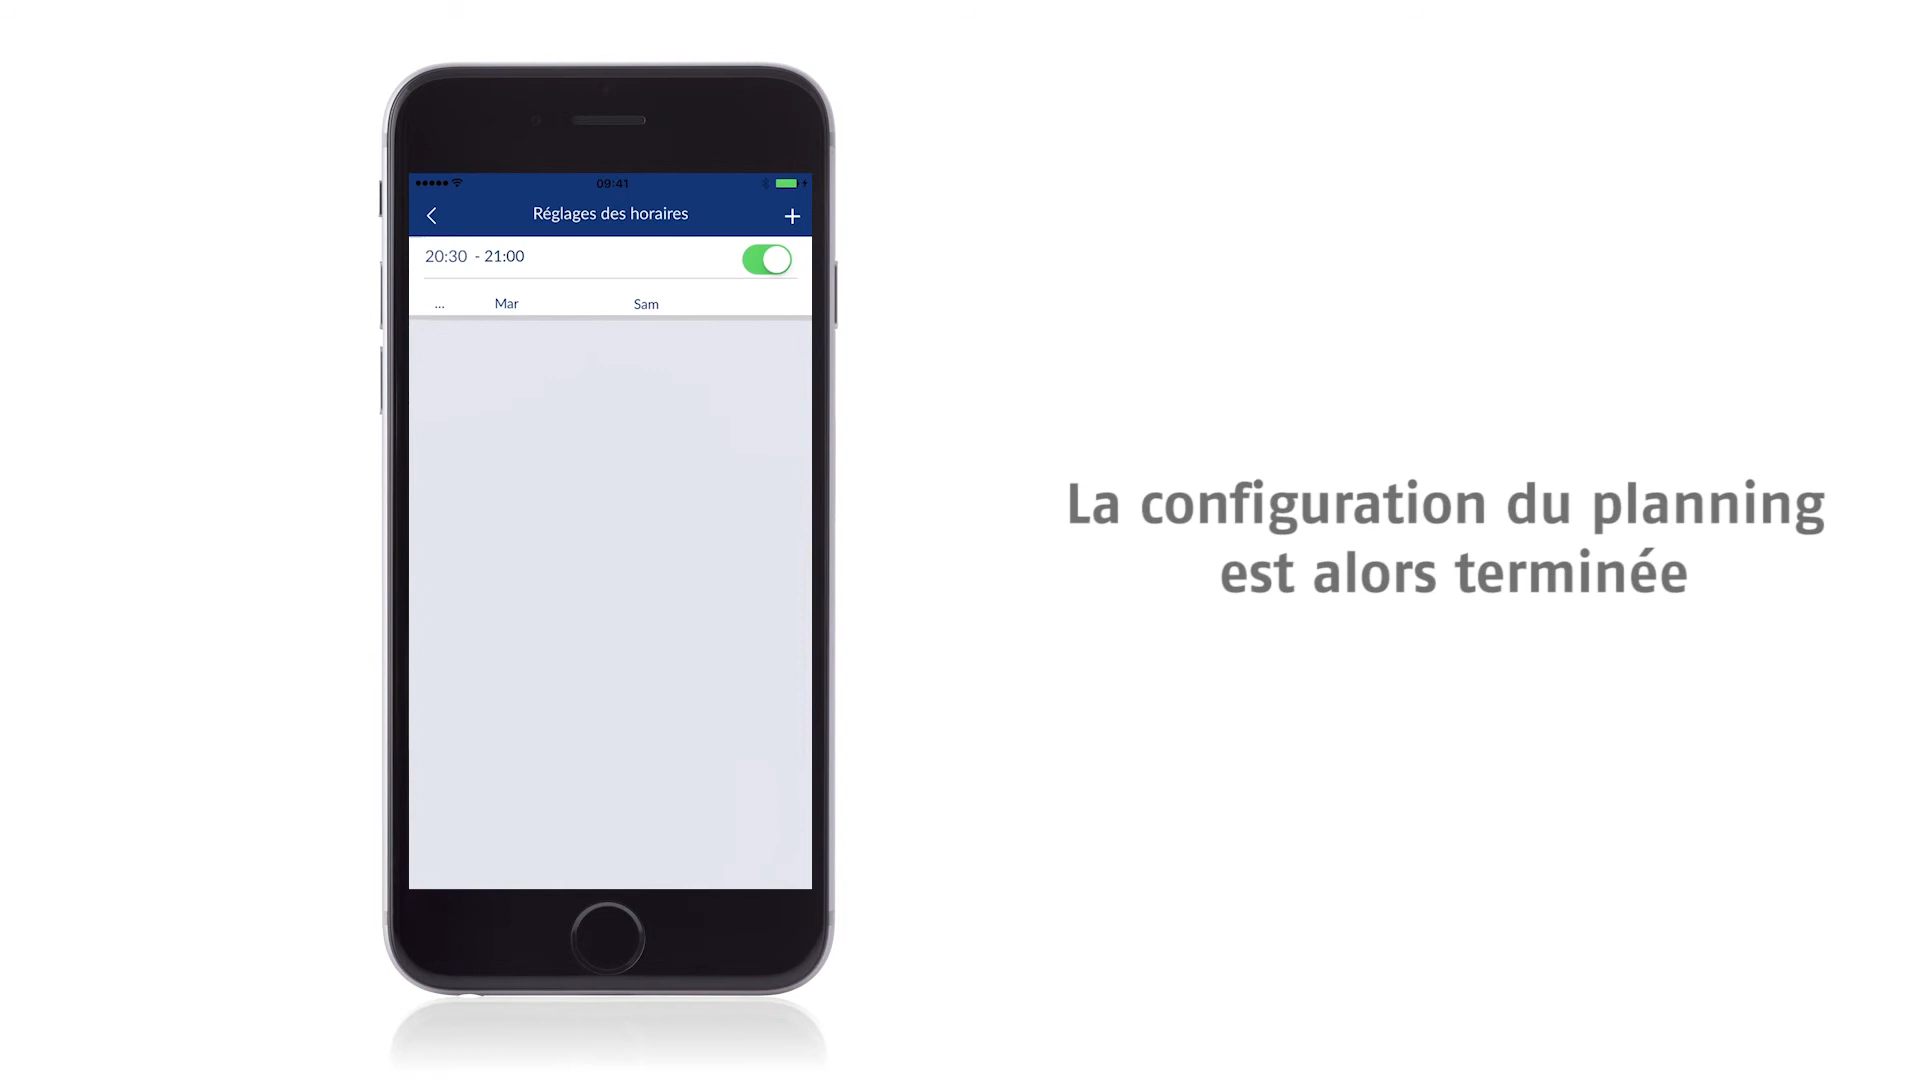 09:41
Réglages des horaires
20:30 - 21:00
... Mar Sam
La configuration du planning
est alors terminée